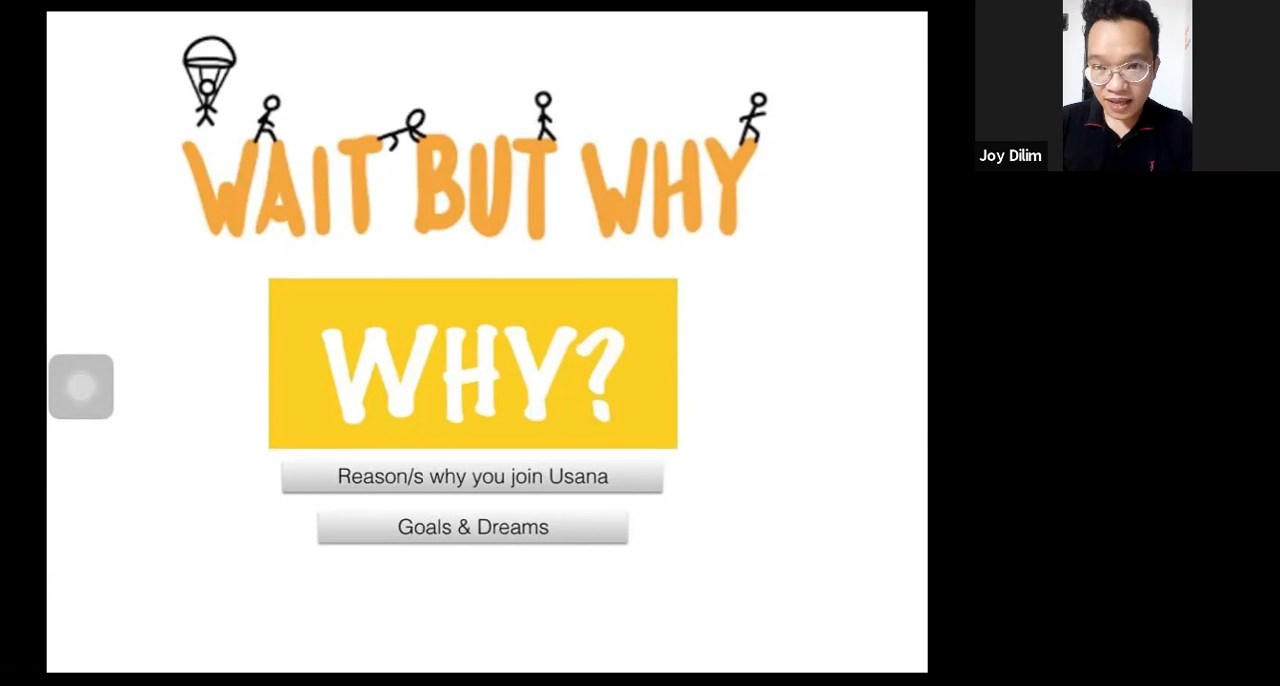 WAIT BUT WHY
WHY?
Reason/s why you join Usana
Goals & Dreams
Joy Dilim